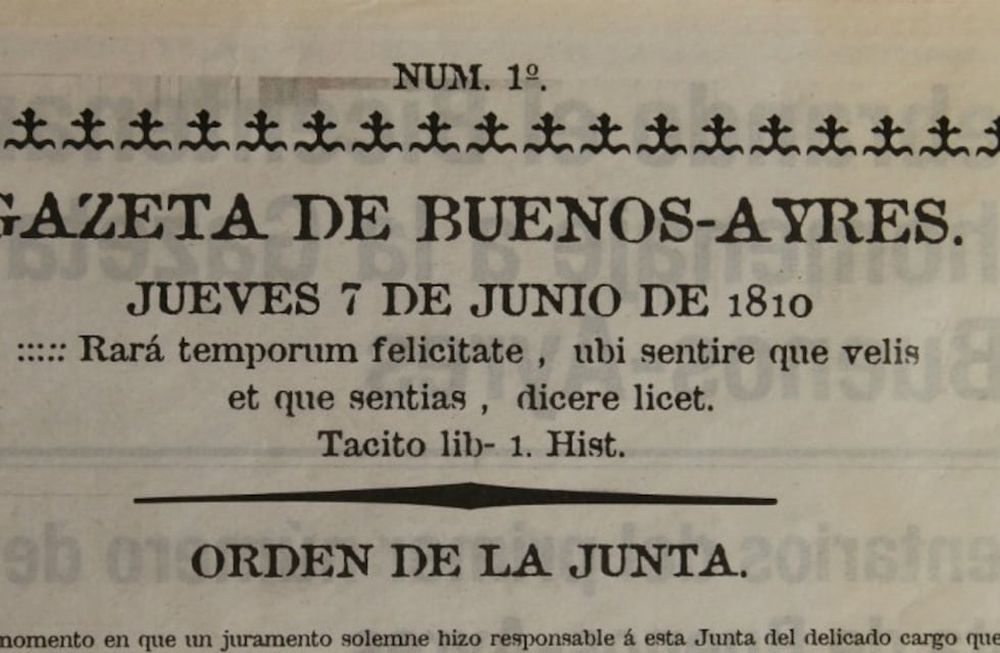 NUM. 1º.
GAZETA DE BUENOS-AYRES.
JUEVES 7 DE JUNIO DE 1810
::::: Rará temporum felicitate , ubi sentire que velis
et que sentias , dicere licet.
Tacito lib- 1. Hist.
ORDEN DE LA JUNTA.
momento en que un juramento solemne hizo responsable á esta Junta del delicado cargo que